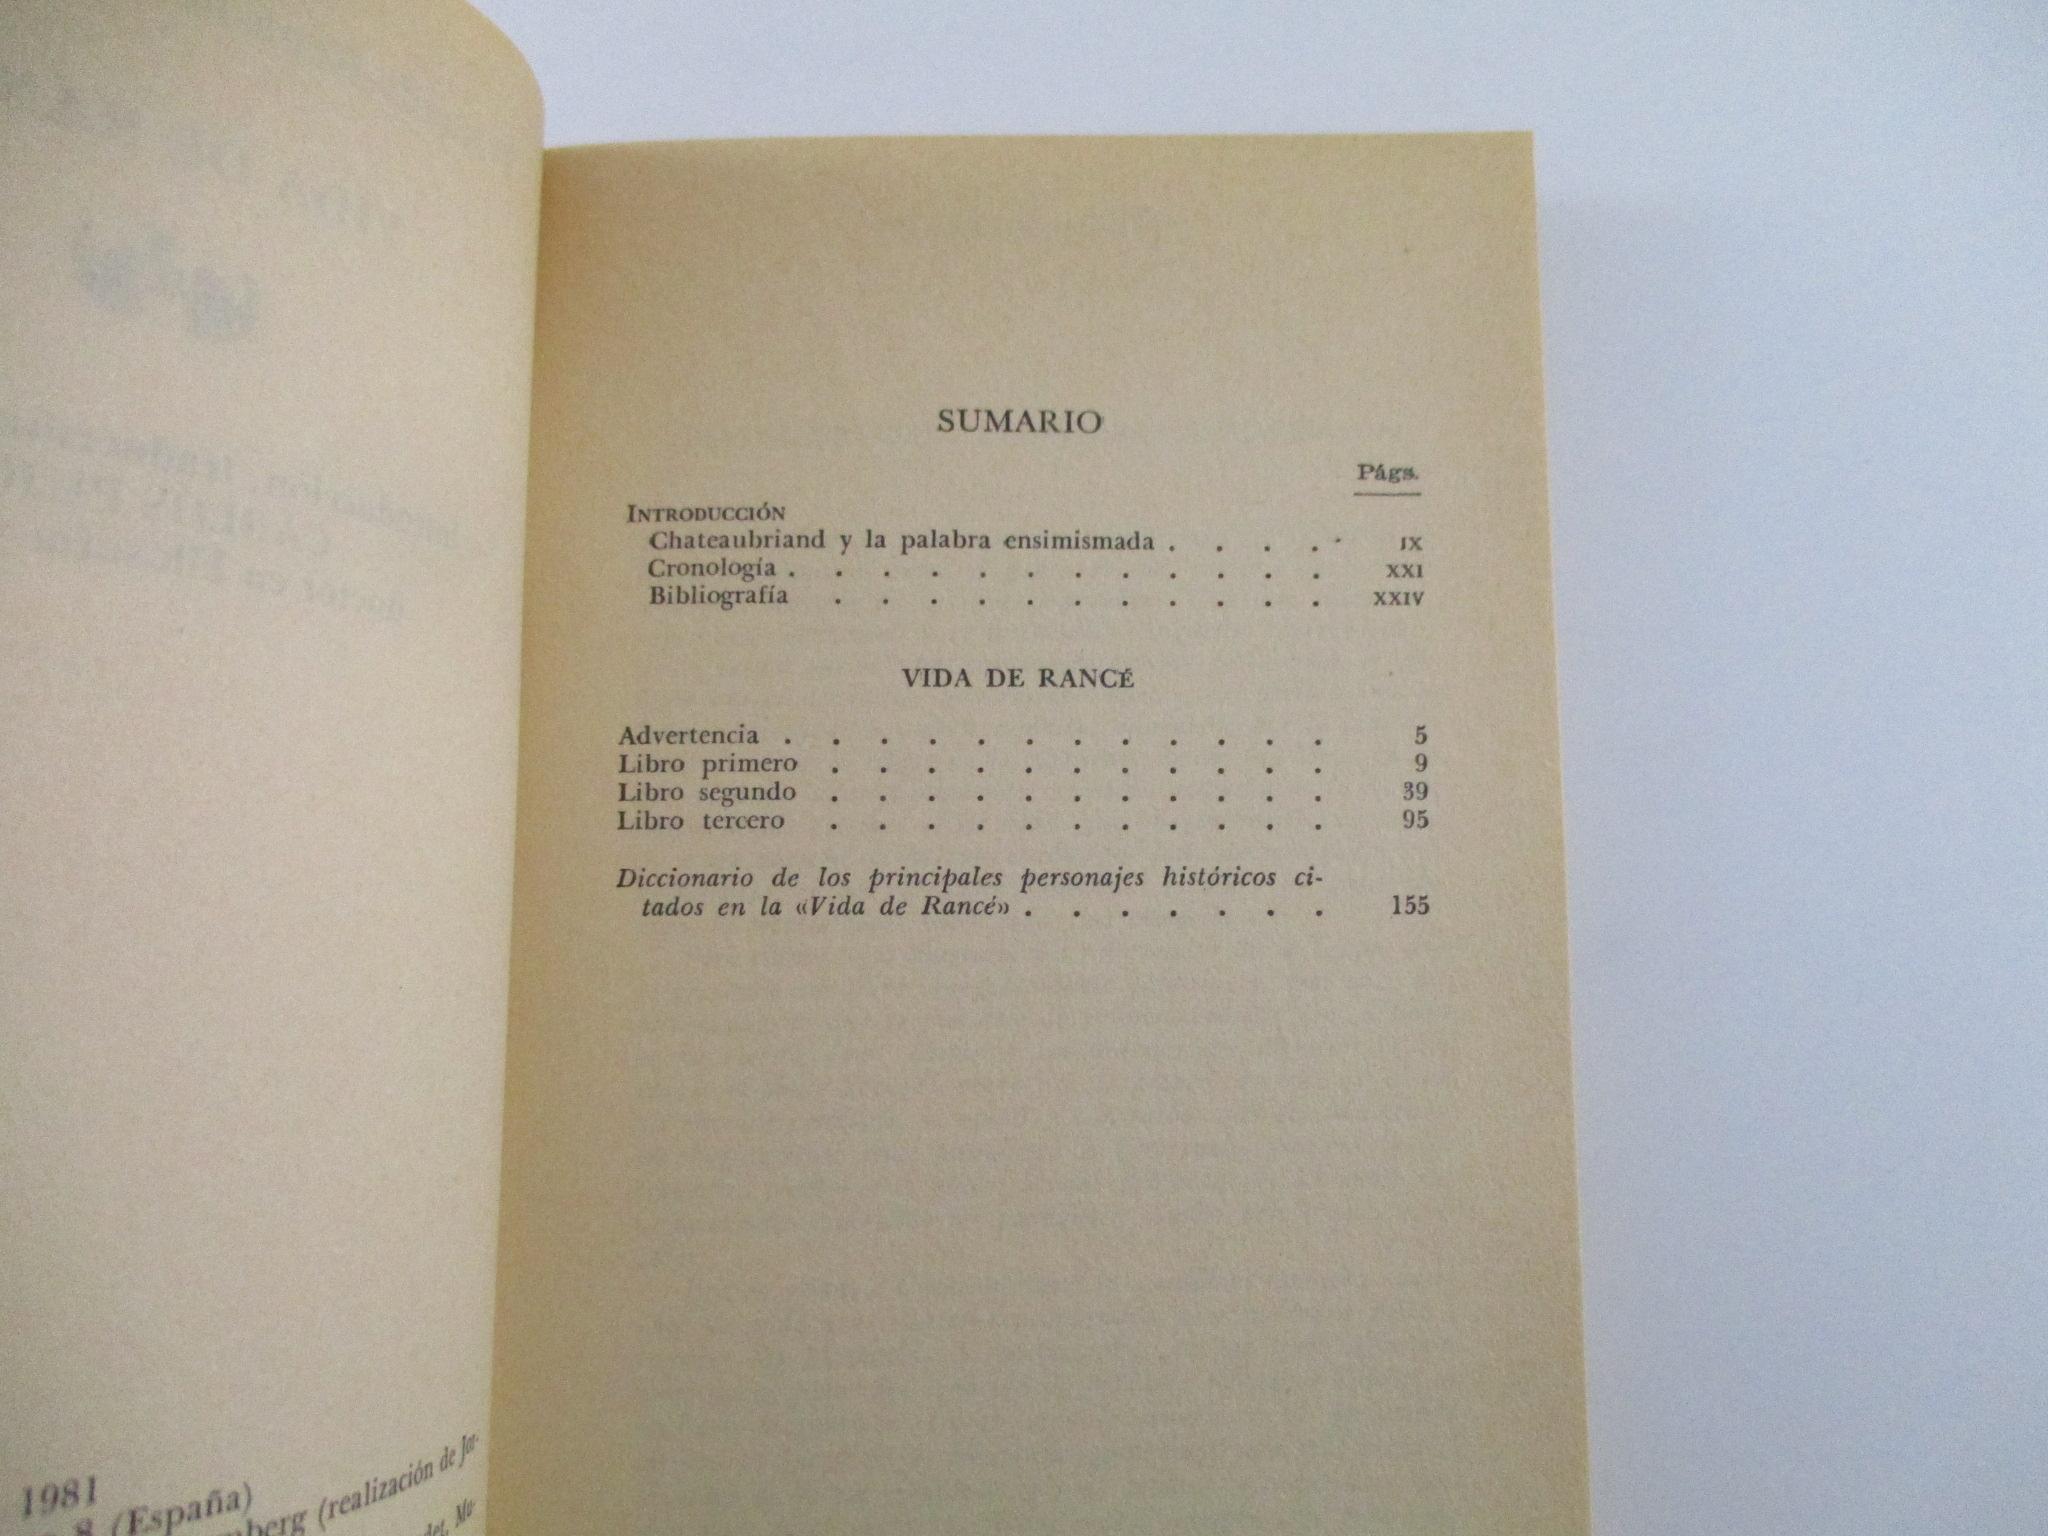 SUMARIO
Págs.
INTRODUCCIÓN
Chateaubriand y la palabra ensimismada . . . . IX
Cronología . . . . . . . . . . . . XXI
Bibliografía . . . . . . . . . . . XXIV
VIDA DE RANCÉ
Advertencia . . . . . . . . . . . . 5
Libro primero . . . . . . . . . . . 9
Libro segundo . . . . . . . . . . . 39
Libro tercero . . . . . . . . . . . 95
Diccionario de los principales personajes históricos ci-
tados en la «Vida de Rancé» . . . . . . . 155
1981
8 (España)
(realización de Jor-